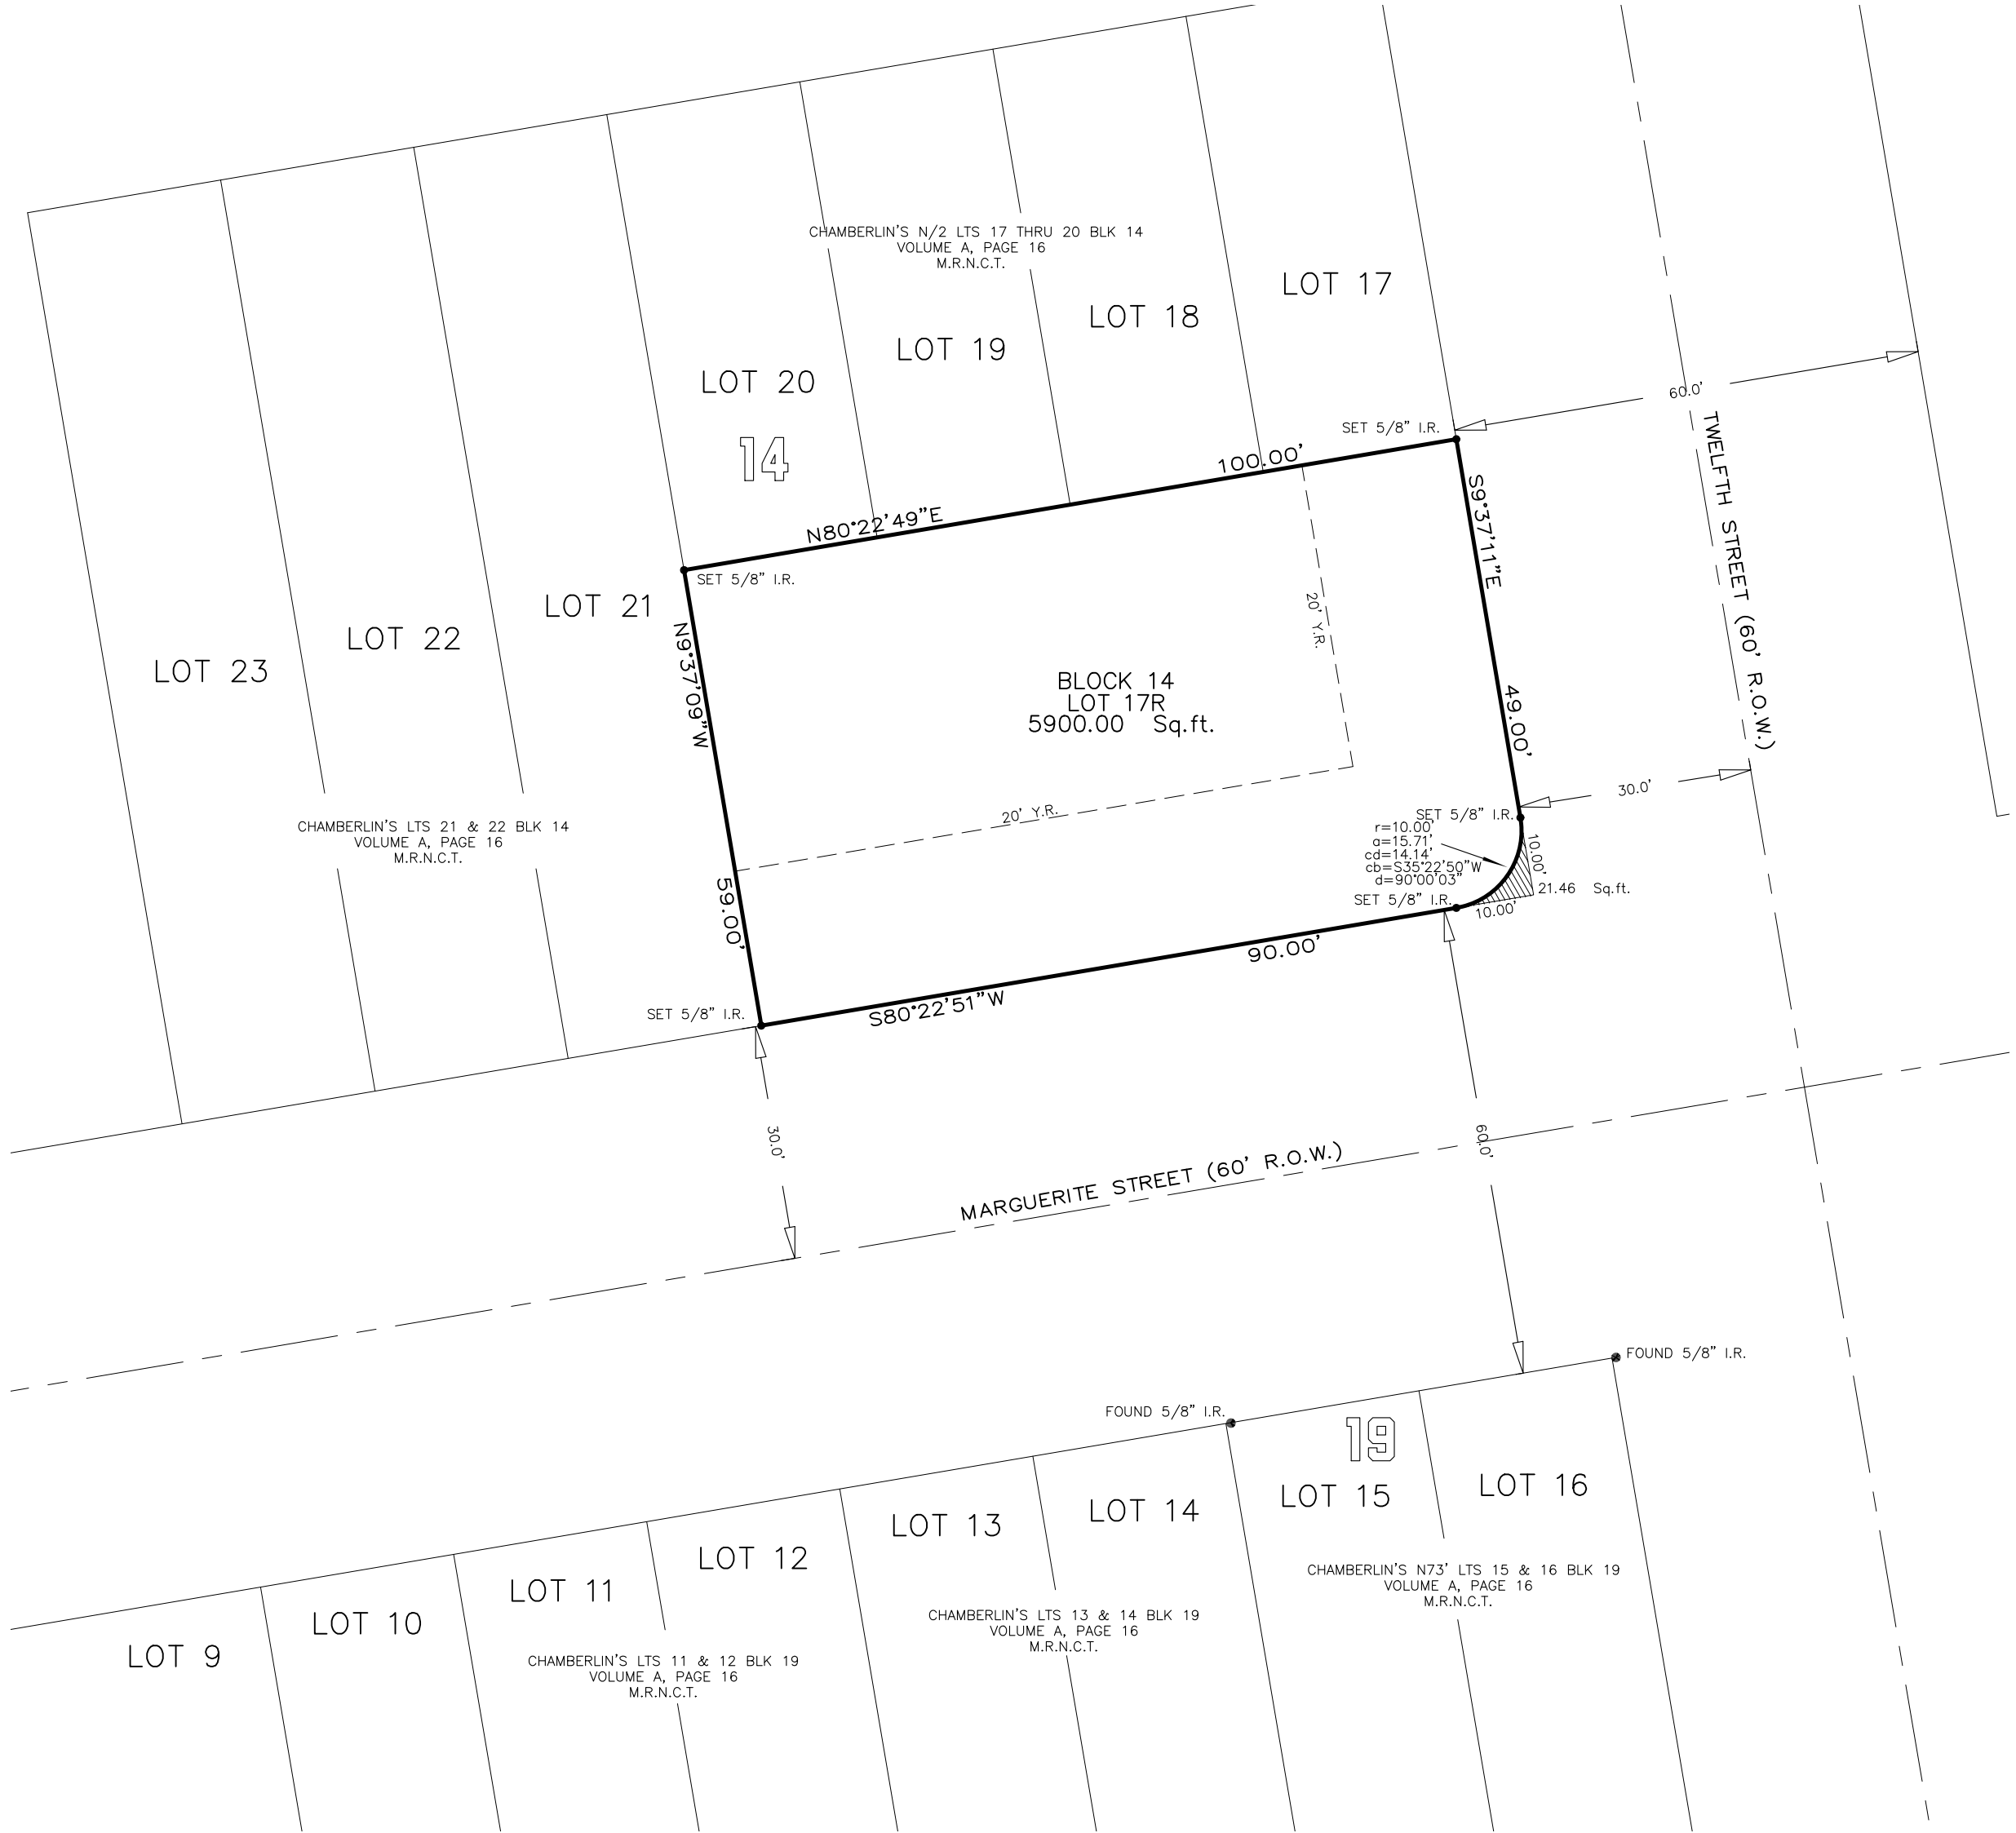 CHAMBERLIN'S N/2 LTS 17 THRU 20 BLK 14
VOLUME A, PAGE 16
M.R.N.C.T.
LOT 17
LOT 18
LOT 19
LOT 20
14
SET 5/8" I.R.
60.0'
TWELFTH STREET (60' R.O.W.)
100.00'
N80°22'49"E
S9°37'11"E
49.00'
SET 5/8" I.R.
LOT 21
LOT 22
LOT 23
N9°37'09"W
59.00'
20' Y.R.
BLOCK 14
LOT 17R
5900.00 Sq.ft.
20' Y.R.
30.0'
CHAMBERLIN'S LTS 21 & 22 BLK 14
VOLUME A, PAGE 16
M.R.N.C.T.
SET 5/8" I.R.
r=10.00'
a=15.71'
cd=14.14'
cb=S35°22'50"W
d=90°00'03"
10.00'
21.46 Sq.ft.
SET 5/8" I.R.
10.00'
90.00'
S80°22'51"W
SET 5/8" I.R.
30.0'
60.0'
MARGUERITE STREET (60' R.O.W.)
FOUND 5/8" I.R.
FOUND 5/8" I.R.
19
LOT 16
LOT 15
LOT 14
LOT 13
LOT 12
LOT 11
LOT 10
LOT 9
CHAMBERLIN'S N73' LTS 15 & 16 BLK 19
VOLUME A, PAGE 16
M.R.N.C.T.
CHAMBERLIN'S LTS 13 & 14 BLK 19
VOLUME A, PAGE 16
M.R.N.C.T.
CHAMBERLIN'S LTS 11 & 12 BLK 19
VOLUME A, PAGE 16
M.R.N.C.T.